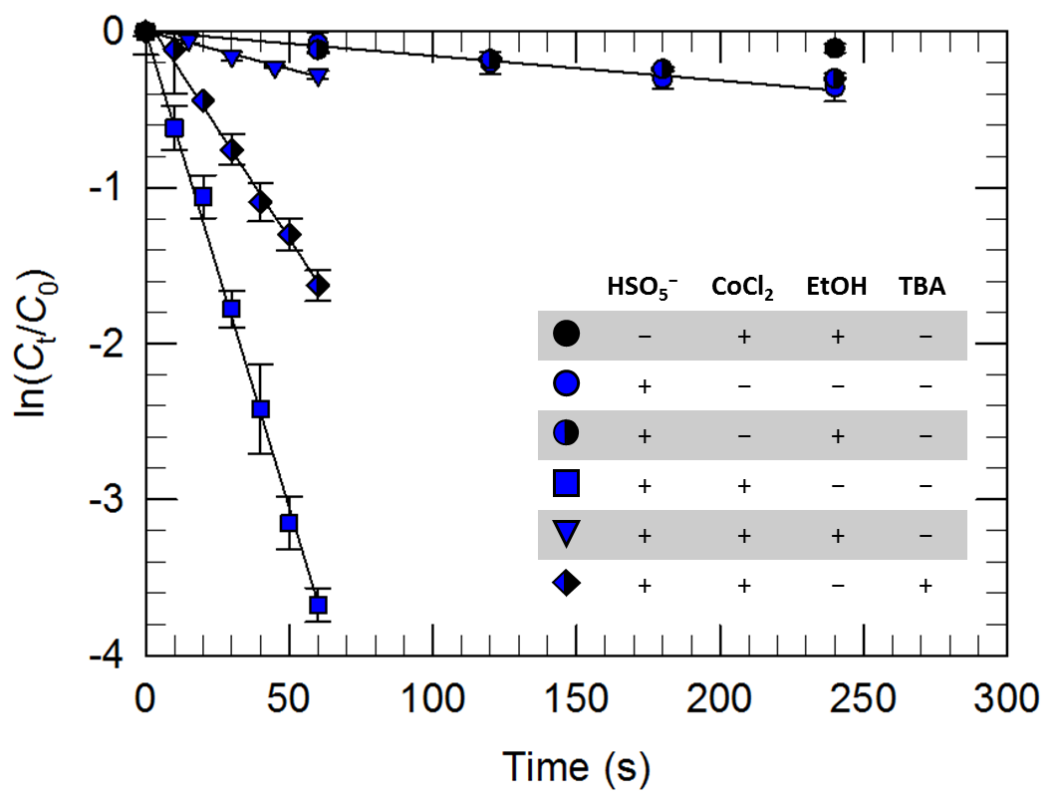 0
-1
-2
-3
-4
ln(Cₜ/C₀)
0 50 100 150 200 250 300
Time (s)
HSO₅⁻ CoCl₂ EtOH TBA
− + + −
+ − − −
+ − + −
+ + − −
+ + + −
+ + − +